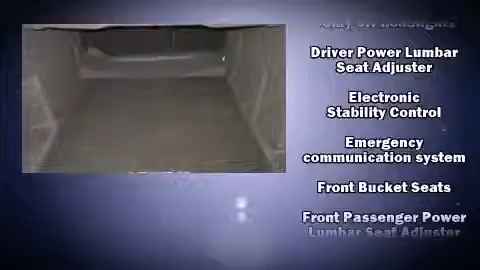 Driver Power Lumbar
Seat Adjuster
Electronic
Stability Control
Emergency
communication system
Front Bucket Seats
Front Passenger Power
Lumbar Seat Adjuster